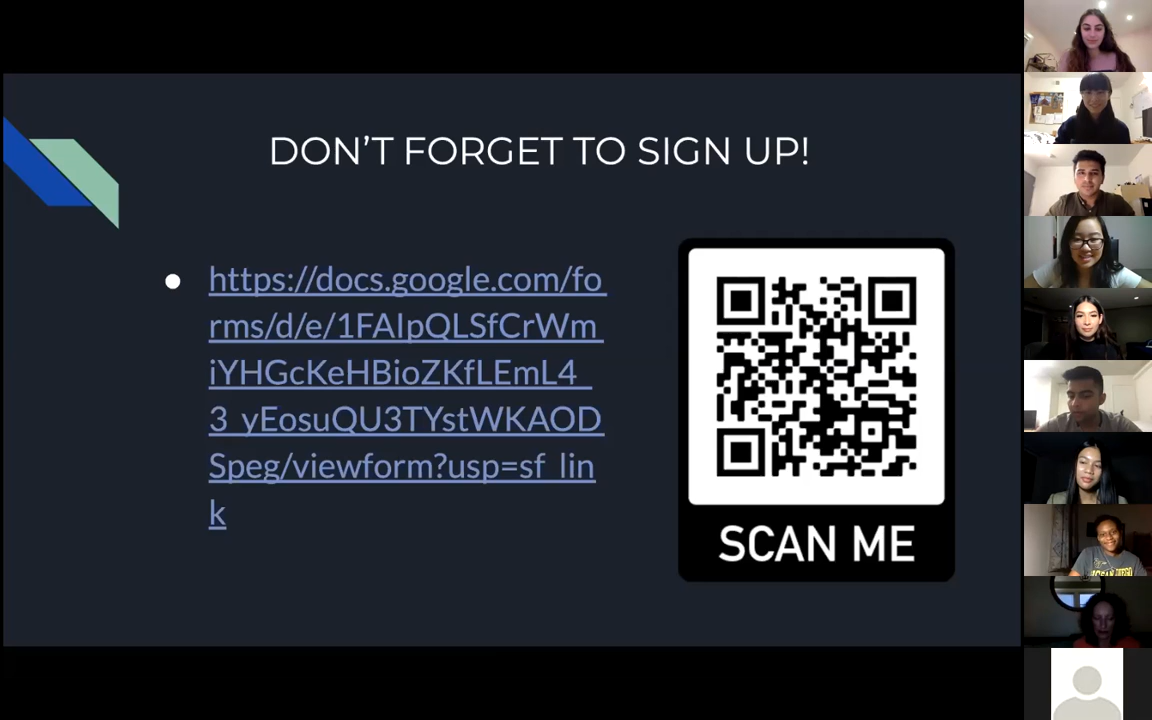 DON'T FORGET TO SIGN UP!
https://docs.google.com/fo
rms/d/e/1FAIpQLSfCrWm
iYHGcKeHBioZKfLEmL4_
3_yEosuQU3TYstWKAOD
Speg/viewform?usp=sf_lin
k
SCAN ME